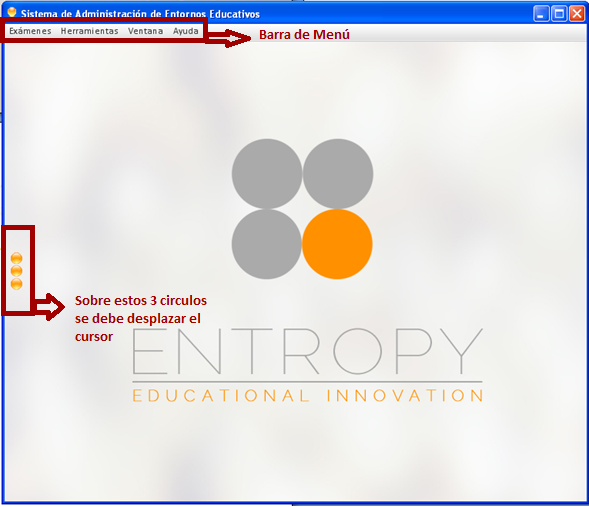 Sistema de Administración de Entornos Educativos
Exámenes Herramientas Ventana Ayuda
Barra de Menú
Sobre estos 3 circulos
se debe desplazar el
cursor
ENTROPY
EDUCATIONAL INNOVATION